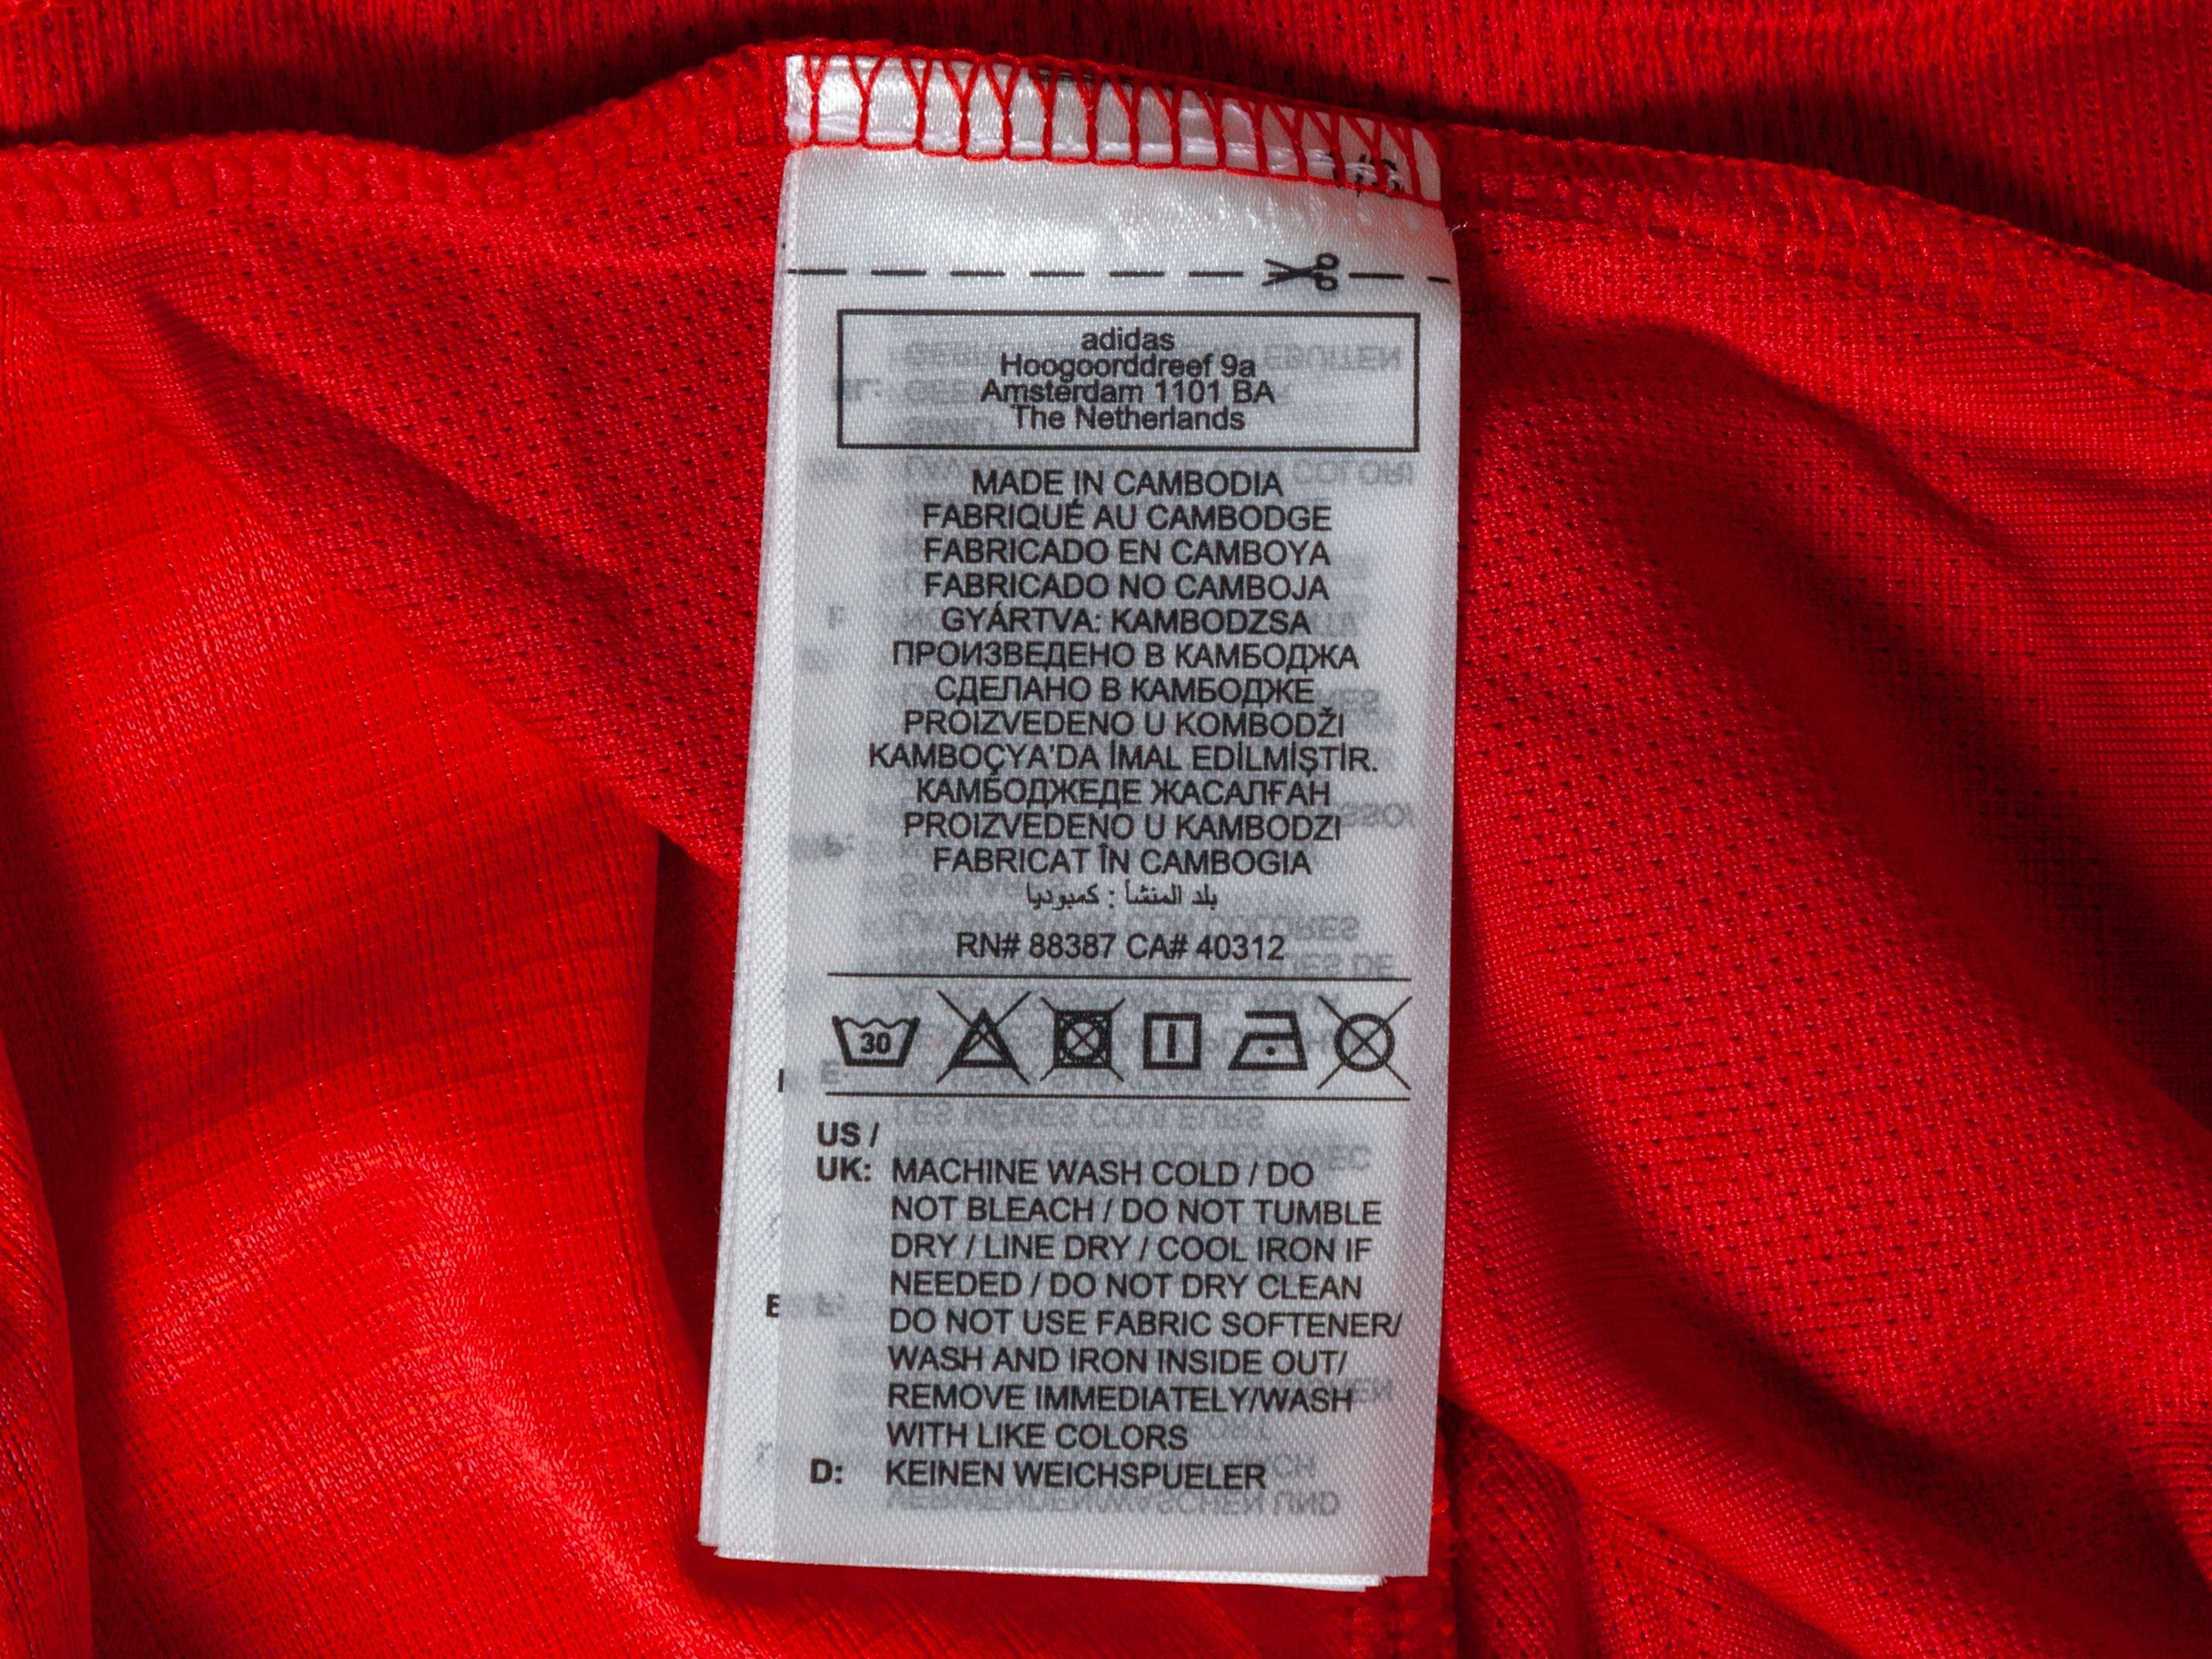 adidas
Hoogoorddreef 9a
Amsterdam 1101 BA
The Netherlands
MADE IN CAMBODIA
FABRIQUÉ AU CAMBODGE
FABRICADO EN CAMBOYA
FABRICADO NO CAMBOJA
GYÁRTVA: KAMBODZSA
ПРОИЗВЕДЕНО В КАМБОДЖА
СДЕЛАНО В КАМБОДЖЕ
PROIZVEDENO U KOMBODŽI
KAMBOÇYA'DA İMAL EDİLMİŞTİR.
КАМБОДЖЕДЕ ЖАСАЛҒАН
PROIZVEDENO U KAMBODZI
FABRICAT ÎN CAMBOGIA
بلد المنشأ : كمبوديا
RN# 88387 CA# 40312
30
US /
UK: MACHINE WASH COLD / DO
NOT BLEACH / DO NOT TUMBLE
DRY / LINE DRY / COOL IRON IF
NEEDED / DO NOT DRY CLEAN
DO NOT USE FABRIC SOFTENER/
WASH AND IRON INSIDE OUT/
REMOVE IMMEDIATELY/WASH
WITH LIKE COLORS
D: KEINEN WEICHSPUELER